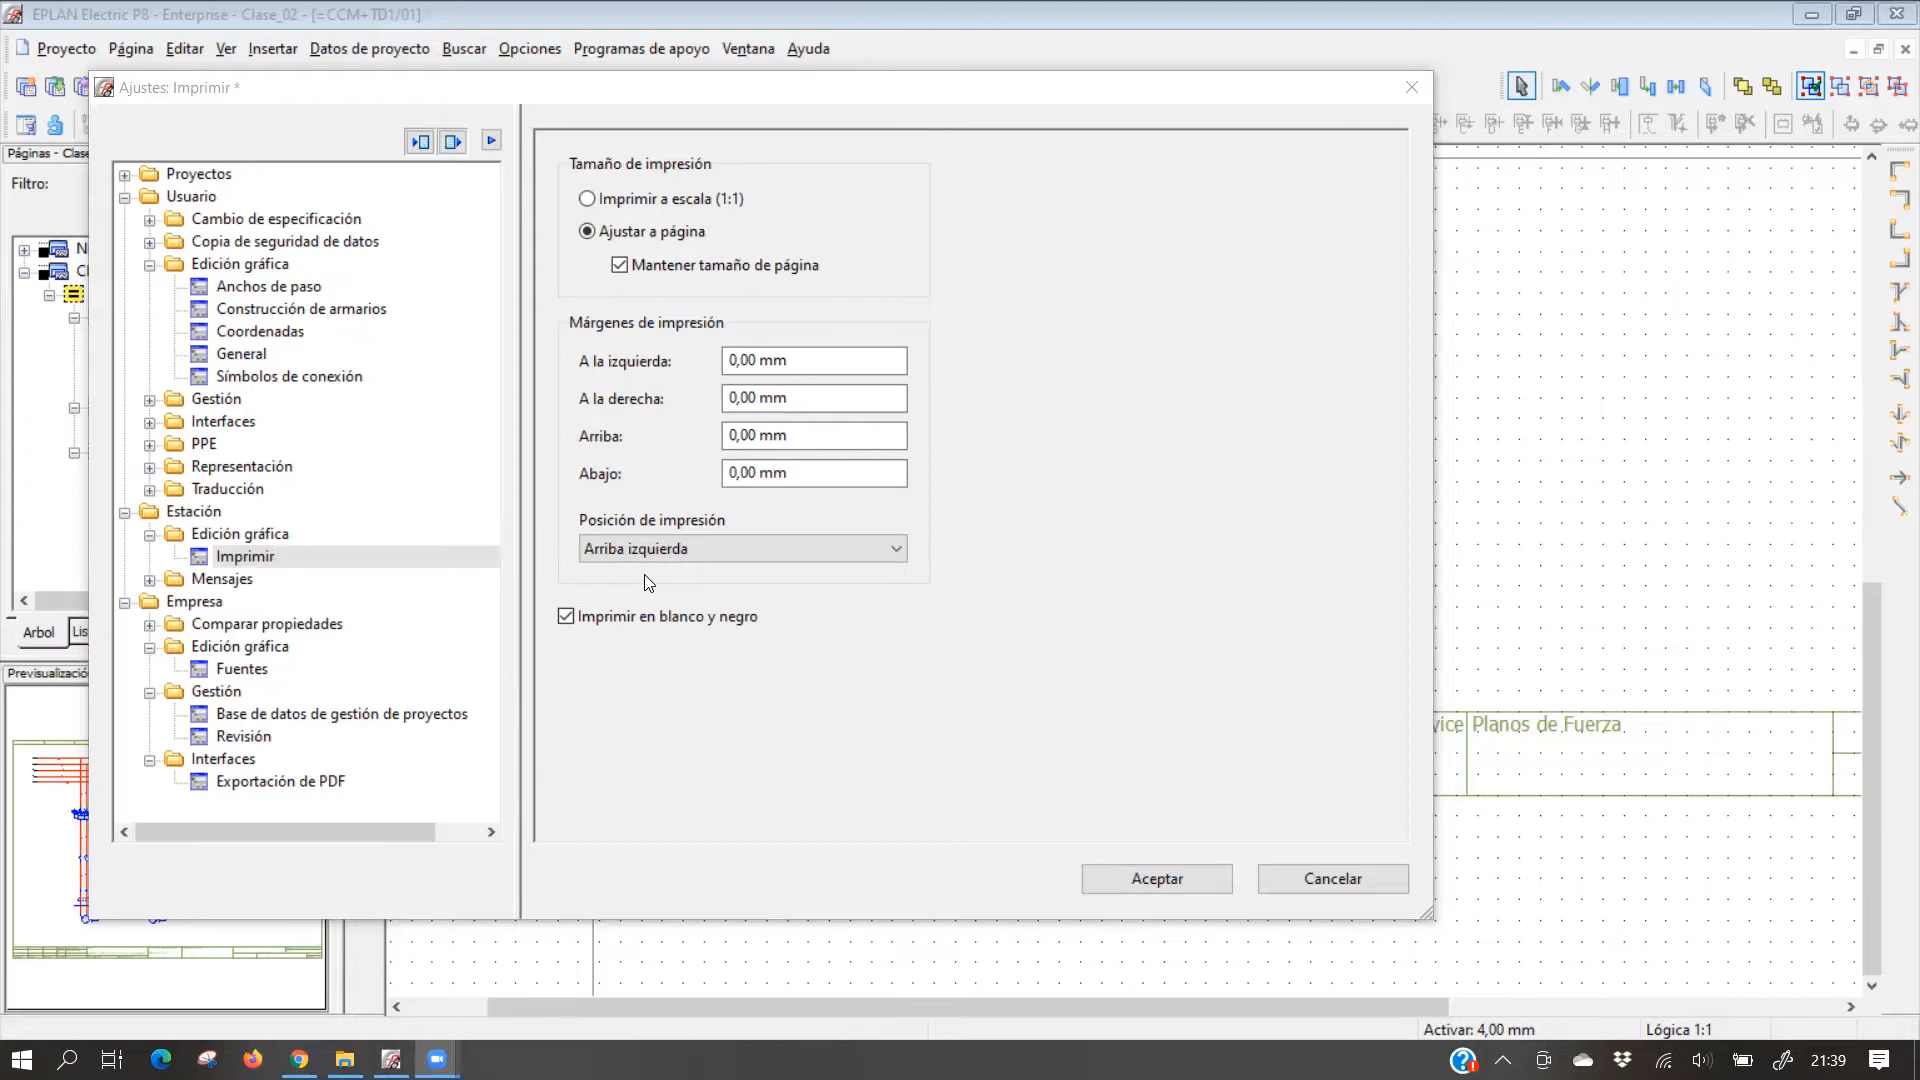 EPLAN Electric P8 - Enterprise - Clase_02 - [=CCM+TD1/01]
Proyecto Página Editar Ver Insertar Datos de proyecto Buscar Opciones Programas de apoyo Ventana Ayuda
Ajustes: Imprimir *
Páginas - Clas
Filtro:
Proyectos
Usuario
Cambio de especificación
Copia de seguridad de datos
Edición gráfica
Anchos de paso
Construcción de armarios
Coordenadas
General
Símbolos de conexión
Gestión
Interfaces
PPE
Representación
Traducción
Estación
Edición gráfica
Imprimir
Mensajes
Empresa
Comparar propiedades
Edición gráfica
Fuentes
Gestión
Base de datos de gestión de proyectos
Revisión
Interfaces
Exportación de PDF
Tamaño de impresión
Imprimir a escala (1:1)
Ajustar a página
Mantener tamaño de página
Márgenes de impresión
A la izquierda: 0,00 mm
A la derecha: 0,00 mm
Arriba: 0,00 mm
Abajo: 0,00 mm
Posición de impresión
Arriba izquierda
Imprimir en blanco y negro
Aceptar Cancelar
Arbol Lis
Previsualizació
vice Planos de Fuerza
Activar: 4,00 mm Lógica 1:1
21:39